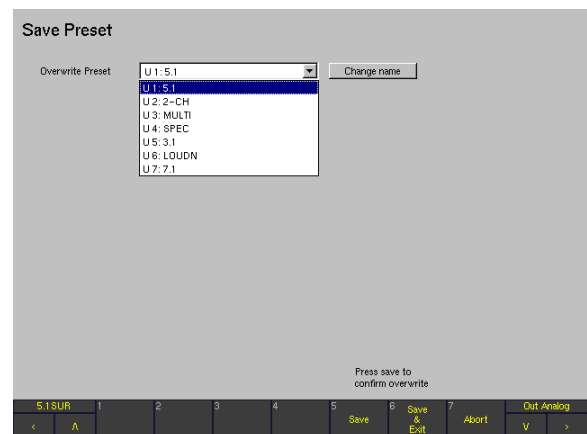 Save Preset
Overwrite Preset
U 1: 5.1
Change name
U 1: 5.1
U 2: 2-CH
U 3: MULTI
U 4: SPEC
U 5: 3.1
U 6: LOUDN
U 7: 7.1
Press save to
confirm overwrite
5.1SUR 1 2 3 4 5 6 7 Out Analog
< Λ Save Save & Exit Abort V >